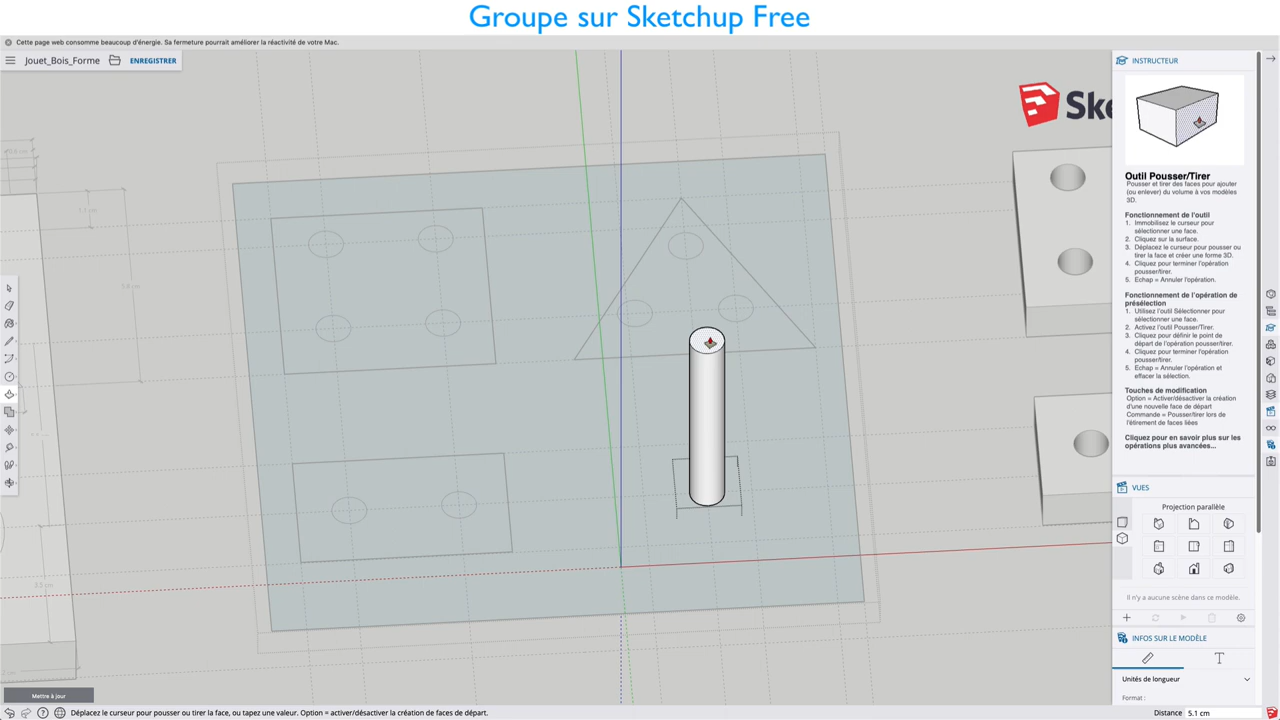 Groupe sur Sketchup Free
Cette page web consomme beaucoup d'énergie. Sa fermeture pourrait améliorer la réactivité de votre Mac.
Jouet_Bois_Forme
ENREGISTRER
Ske
INSTRUCTEUR
Outil Pousser/Tirer
Pousser et tirer des faces pour ajouter
(ou enlever) du volume à vos modèles
3D.
Fonctionnement de l'outil
1. Immobilisez le curseur pour
sélectionner une face.
2. Cliquez sur la surface.
3. Déplacez le curseur pour pousser ou
tirer la face et créer une forme 3D.
4. Cliquez pour terminer l'opération
pousser/tirer.
5. Echap = Annuler l'opération.
Fonctionnement de l'opération de
présélection
1. Utilisez l'outil Sélectionner pour
sélectionner une face.
2. Activez l'outil Pousser/Tirer.
3. Cliquez pour définir le point de
départ de l'opération pousser/tirer.
4. Cliquez pour terminer l'opération
pousser/tirer.
5. Echap = Annuler l'opération et
effacer la sélection.
Touches de modification
Option = Activer/désactiver la création
d'une nouvelle face de départ
Commande = Pousser/tirer lors de
l'étirement de faces liées
Cliquez pour en savoir plus sur les
opérations plus avancées...
VUES
Projection parallèle
Il n'y a aucune scène dans ce modèle.
INFOS SUR LE MODÈLE
Unités de longueur
Format :
Mettre à jour
Déplacez le curseur pour pousser ou tirer la face, ou tapez une valeur. Option = activer/désactiver la création de faces de départ.
Distance 5.1 cm